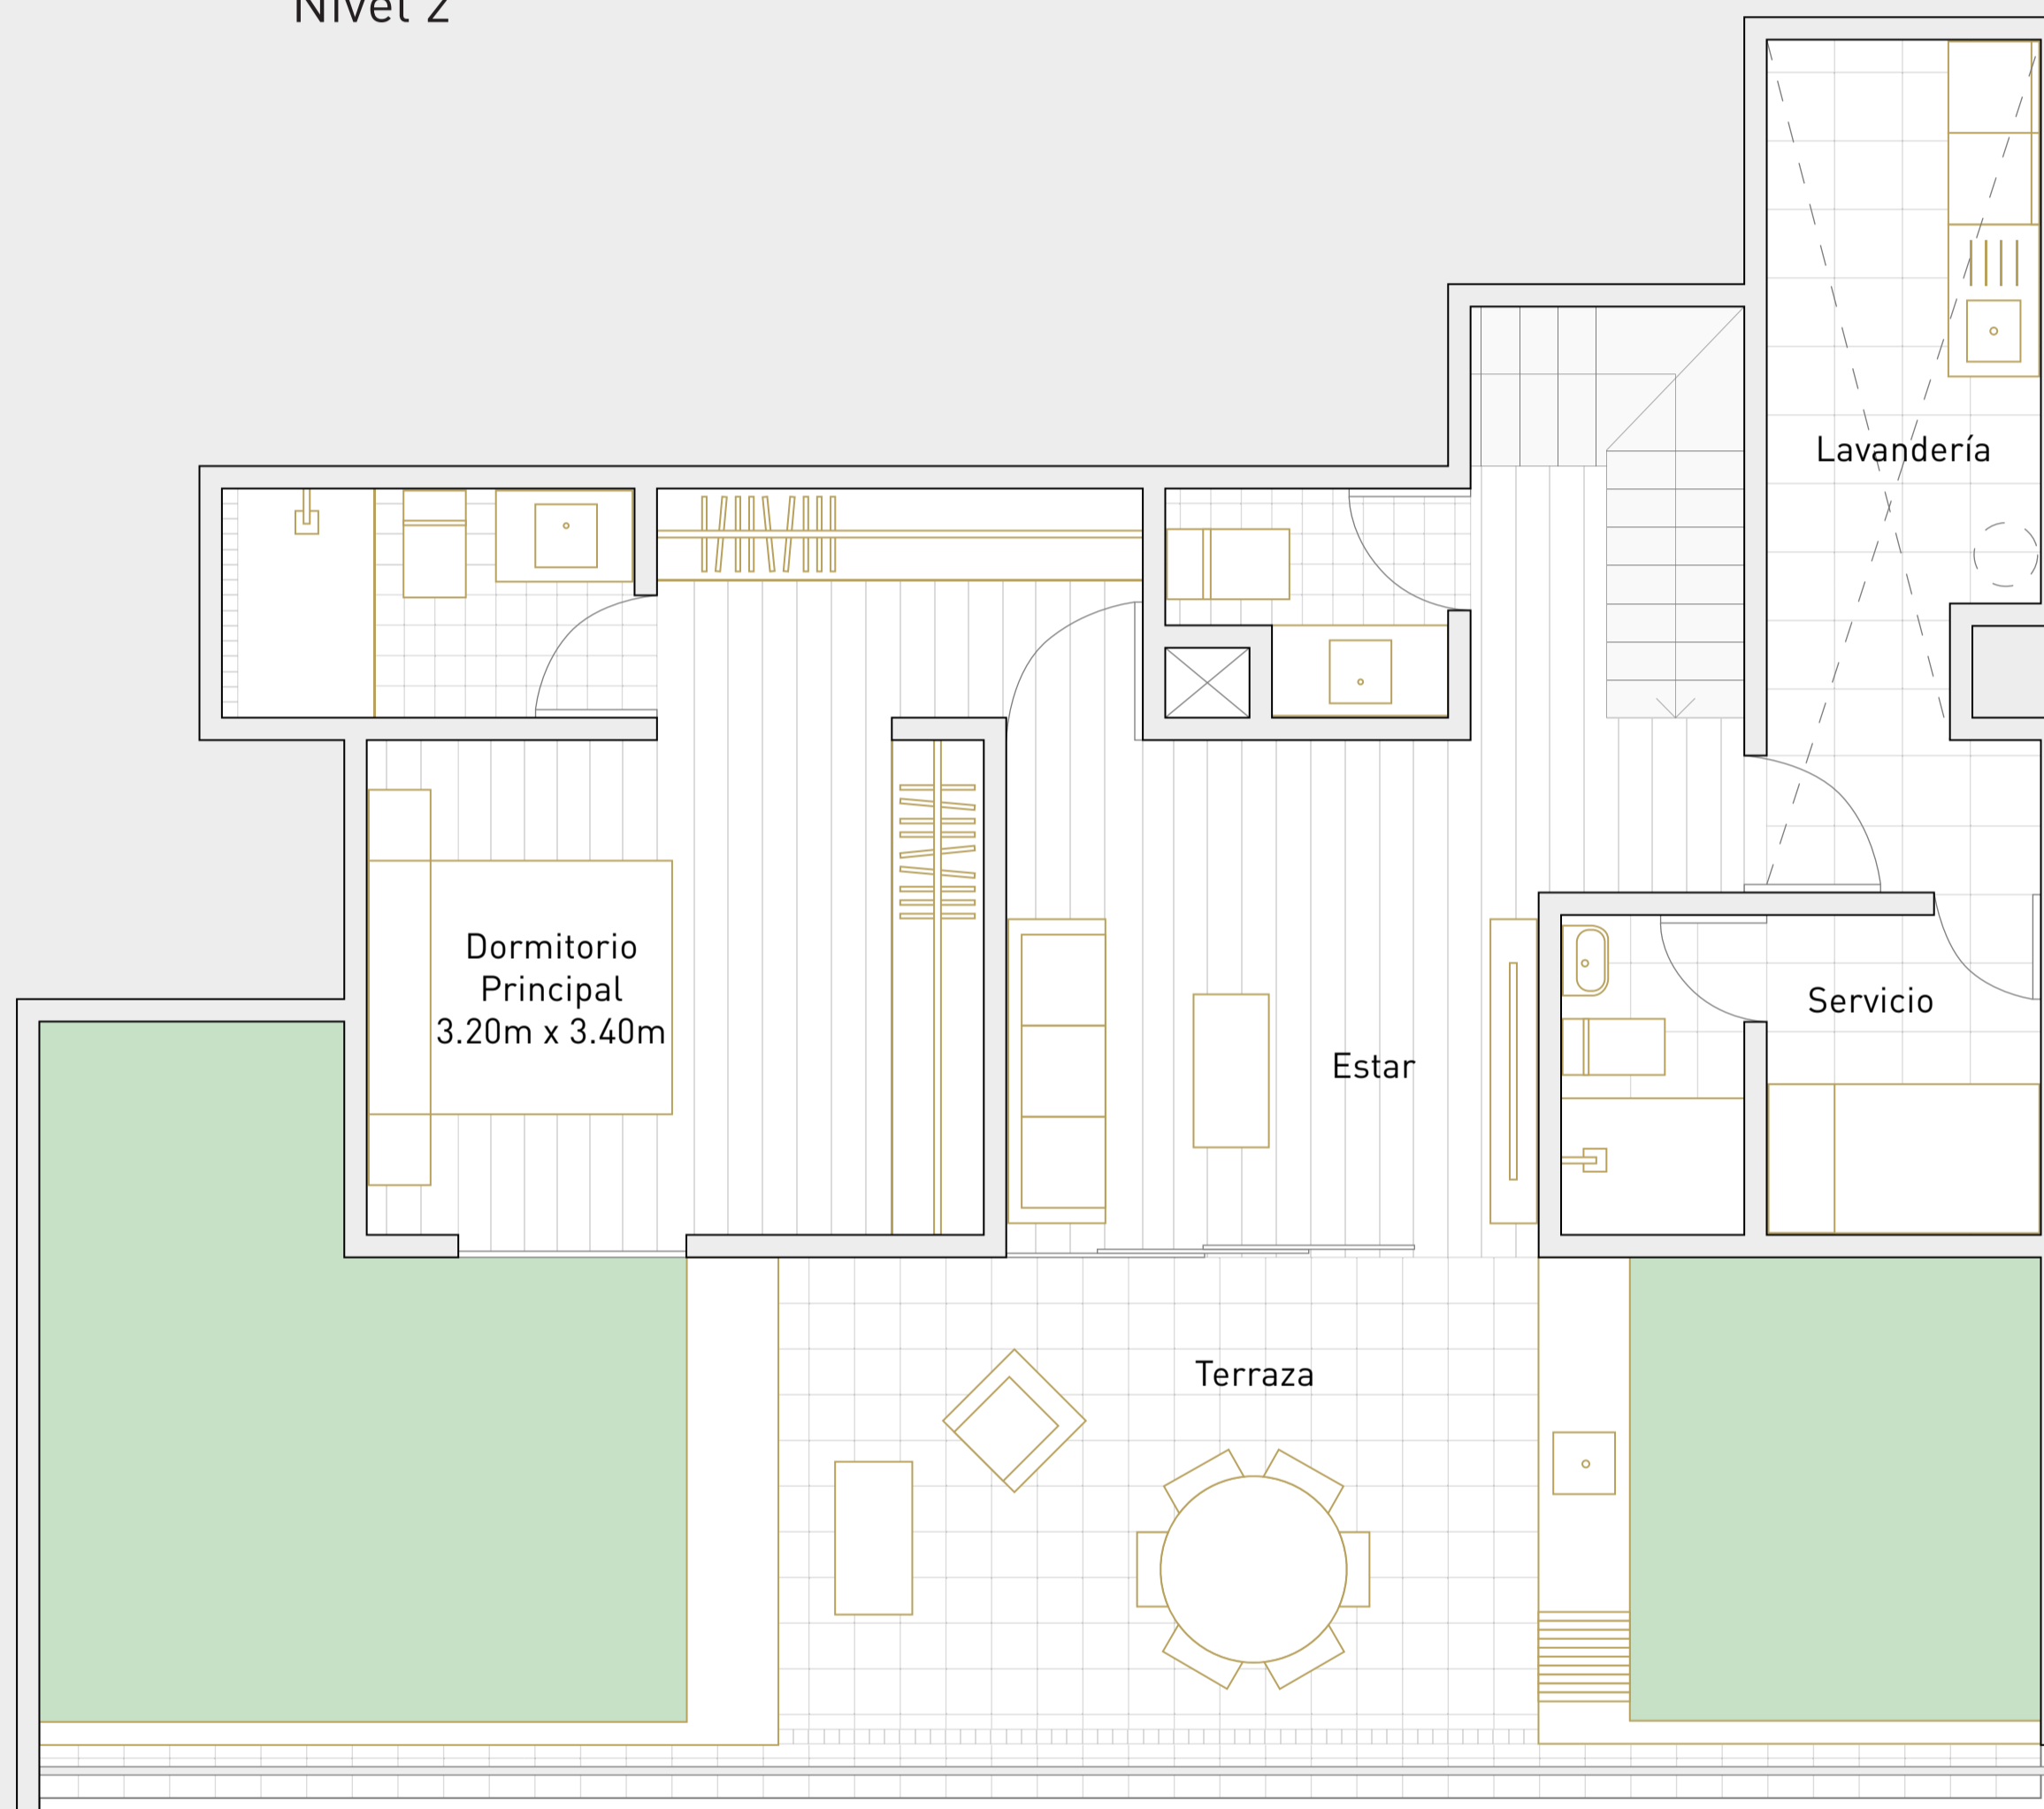 Nivel 2
Lavandería
Dormitorio
Principal
3.20m x 3.40m
Servicio
Estar
Terraza